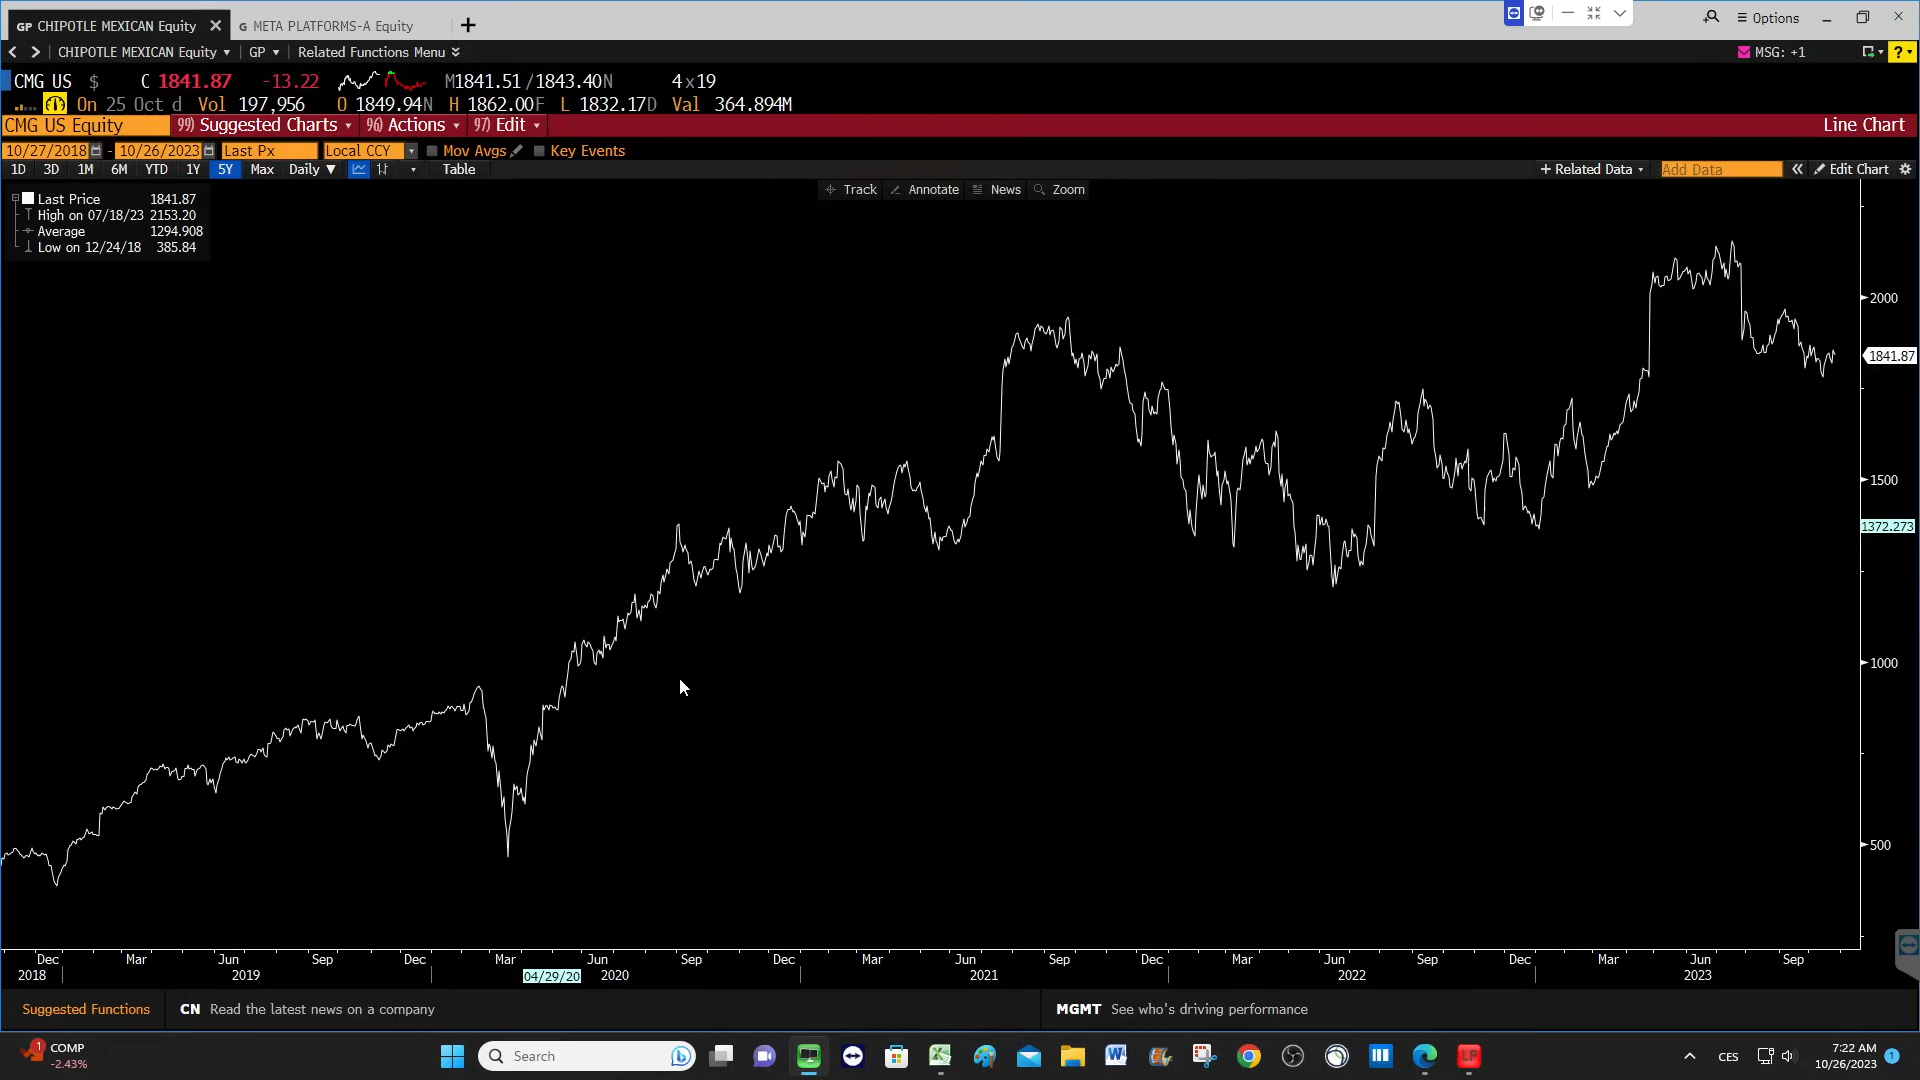 GP CHIPOTLE MEXICAN Equity G META PLATFORMS-A Equity
Options
CHIPOTLE MEXICAN Equity GP Related Functions Menu MSG: +1 ?
CMG US $ C 1841.87 -13.22 M1841.51/1843.40N 4x19
On 25 Oct d Vol 197,956 O 1849.94N H 1862.00F L 1832.17D Val 364.894M
CMG US Equity 99) Suggested Charts 96) Actions 97) Edit Line Chart
10/27/2018 - 10/26/2023 Last Px Local CCY Mov Avgs Key Events
1D 3D 1M 6M YTD 1Y 5Y Max Daily ▼ Table + Related Data Add Data « Edit Chart
Track Annotate News Zoom
Last Price 1841.87
High on 07/18/23 2153.20
Average 1294.908
Low on 12/24/18 385.84
2000
1841.87
1500
1372.273
1000
500
Dec Mar Jun Sep Dec Mar Jun Sep Dec Mar Jun Sep Dec Mar Jun Sep Dec Mar Jun Sep
2018 2019 04/29/20 2020 2021 2022 2023
Suggested Functions CN Read the latest news on a company MGMT See who's driving performance
1 COMP Search CES 7:22 AM
-2.43% 10/26/2023 1